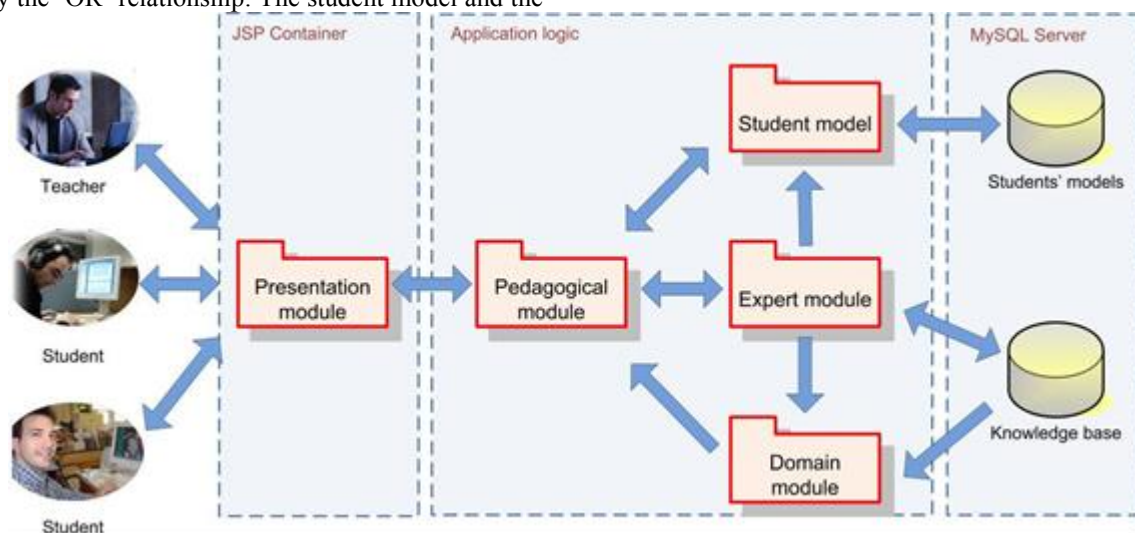 y the "OR" relationship. The student model and the
JSP Container
Application logic
MySQL Server
Student model
Teacher
Students' models
Presentation
module
Pedagogical
module
Expert module
Student
Knowledge base
Domain
module
Student